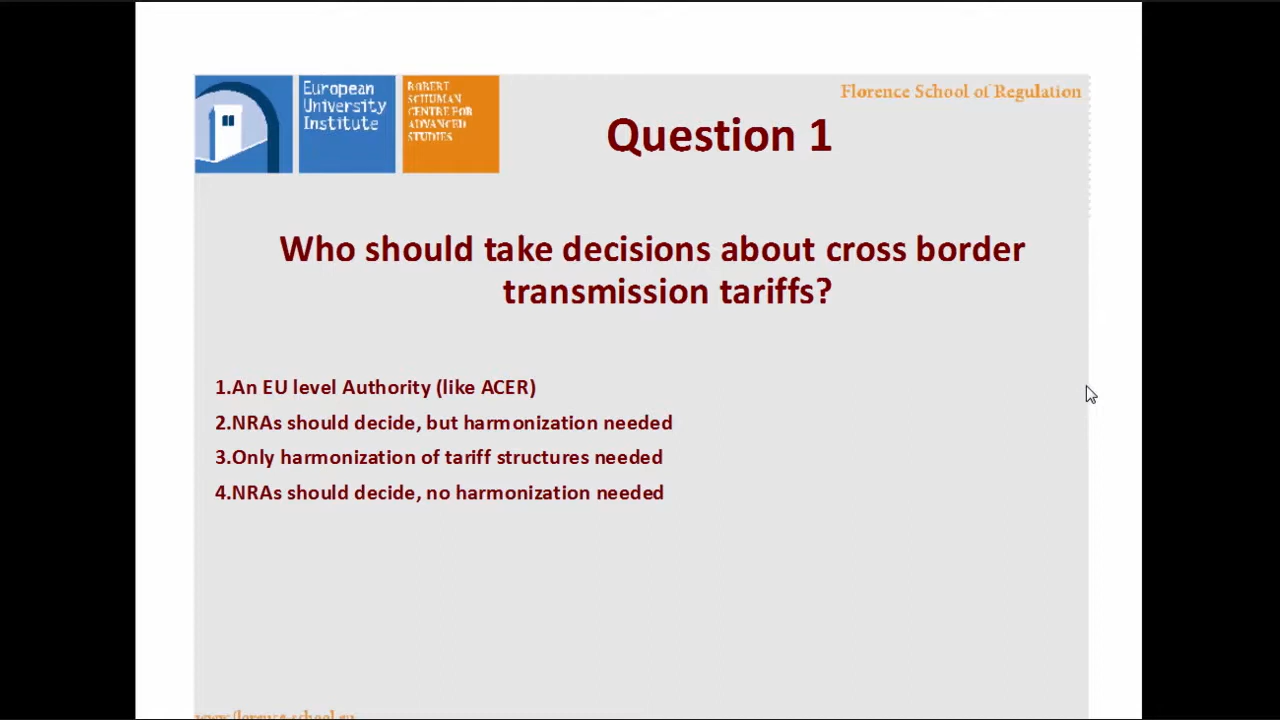 European
University
Institute
ROBERT
SCHUMAN
CENTRE FOR
ADVANCED
STUDIES
Florence School of Regulation
Question 1
Who should take decisions about cross border
transmission tariffs?
1.An EU level Authority (like ACER)
2.NRAs should decide, but harmonization needed
3.Only harmonization of tariff structures needed
4.NRAs should decide, no harmonization needed